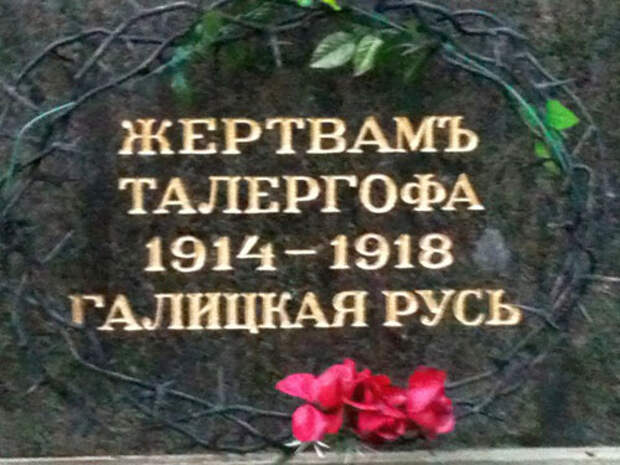 ЖЕРТВАМЪ
ТАЛЕРГОФА
1914-1918
ГАЛИЦКАЯ РУСЬ